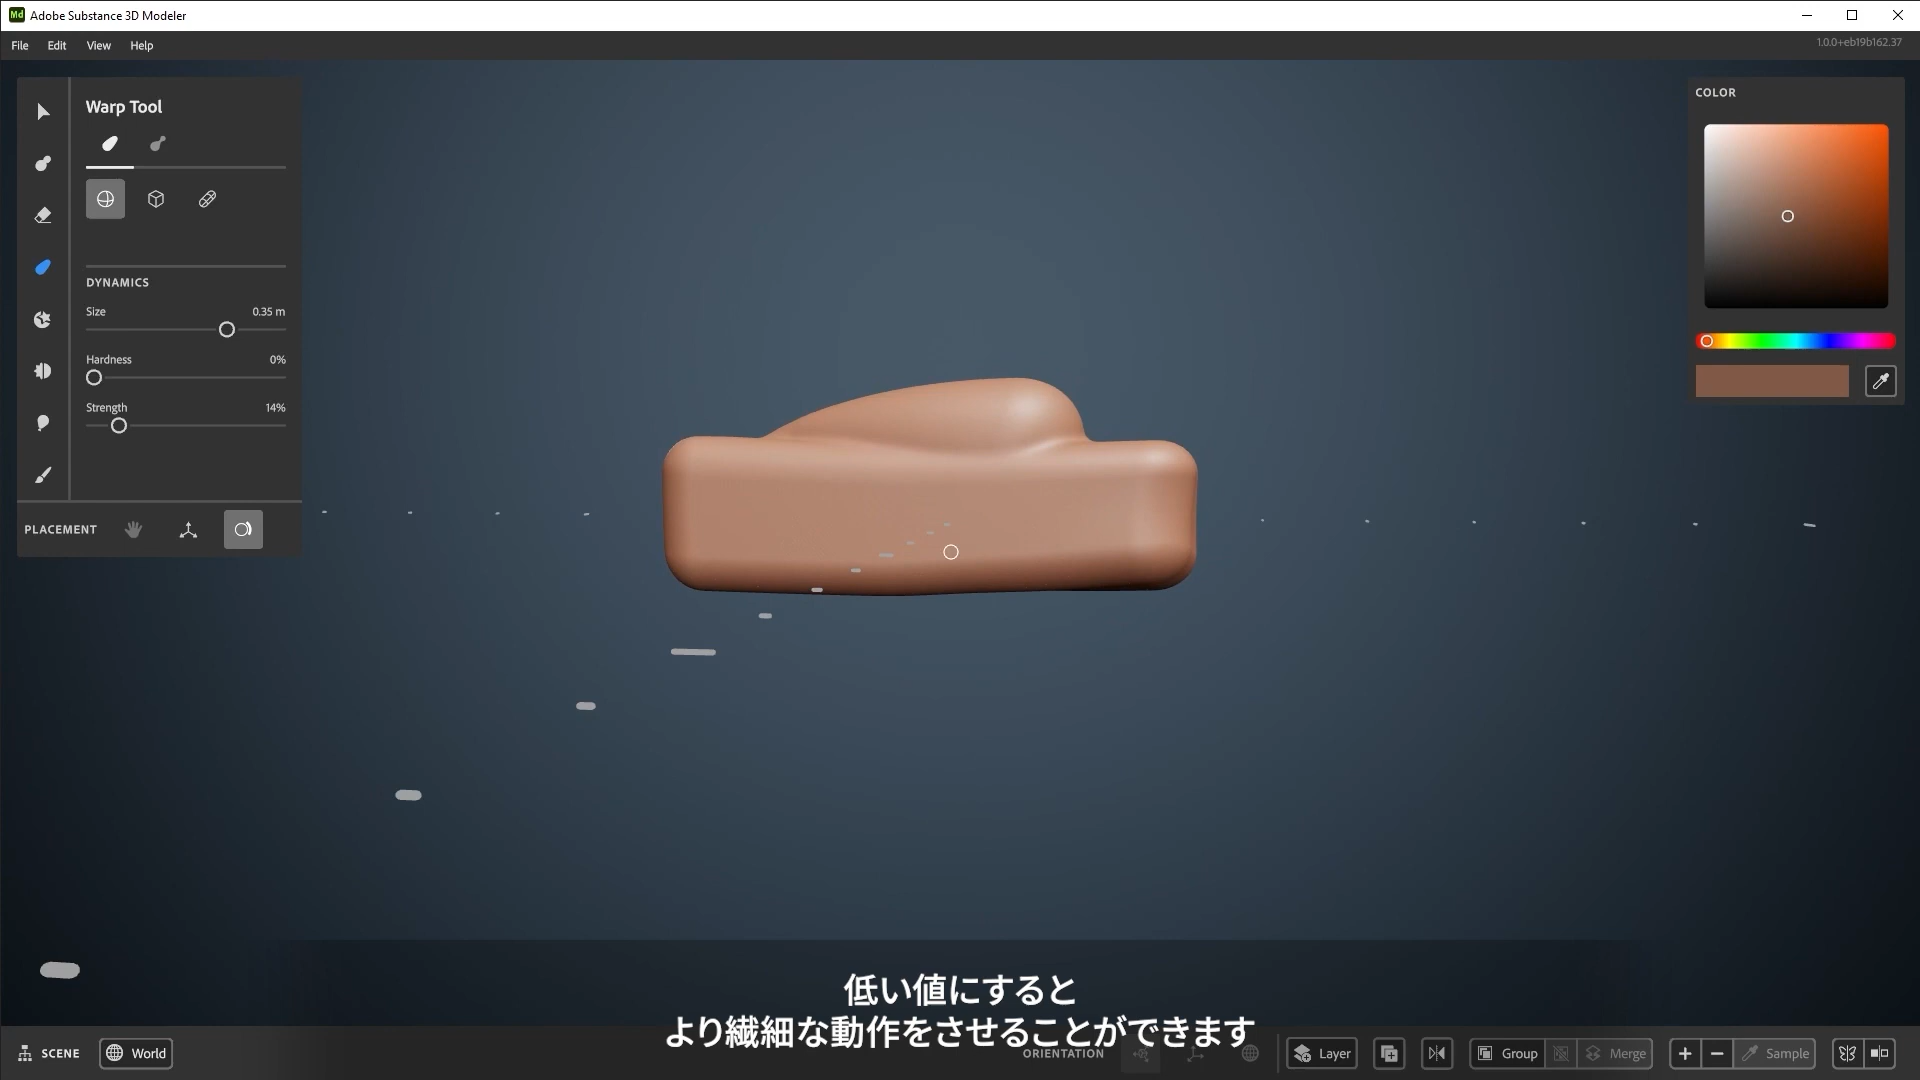 Md Adobe Substance 3D Modeler
File Edit View Help
1.0.0+eb19b162.37
Warp Tool
DYNAMICS
Size 0.35 m
Hardness 0%
Strength 14%
PLACEMENT
COLOR
低い値にすると
より繊細な動作をさせることができます
SCENE World ORIENTATION Layer Group Merge + − Sample